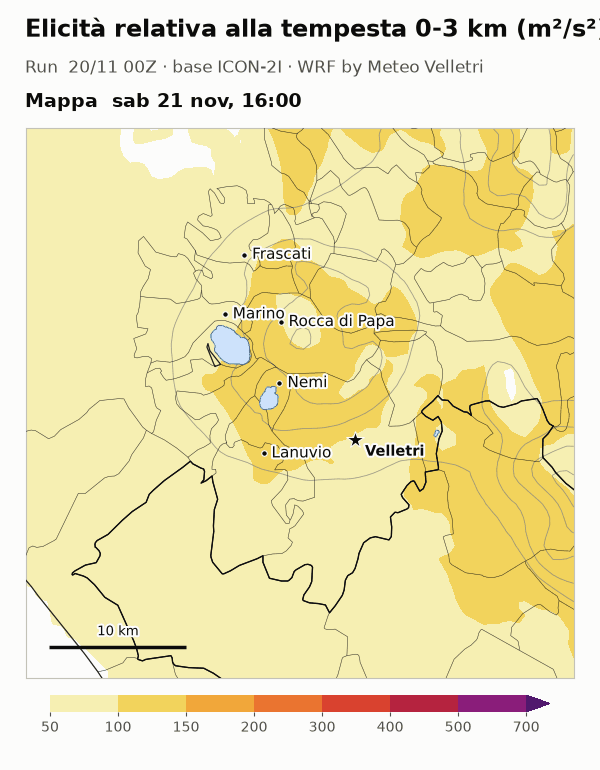 Elicità relativa alla tempesta 0-3 km (m²/s²)
Run 20/11 00Z · base ICON-2I · WRF by Meteo Velletri
Mappa sab 21 nov, 16:00
Frascati
Marino
Rocca di Papa
Nemi
Velletri
Lanuvio
10 km
50 100 150 200 300 400 500 700